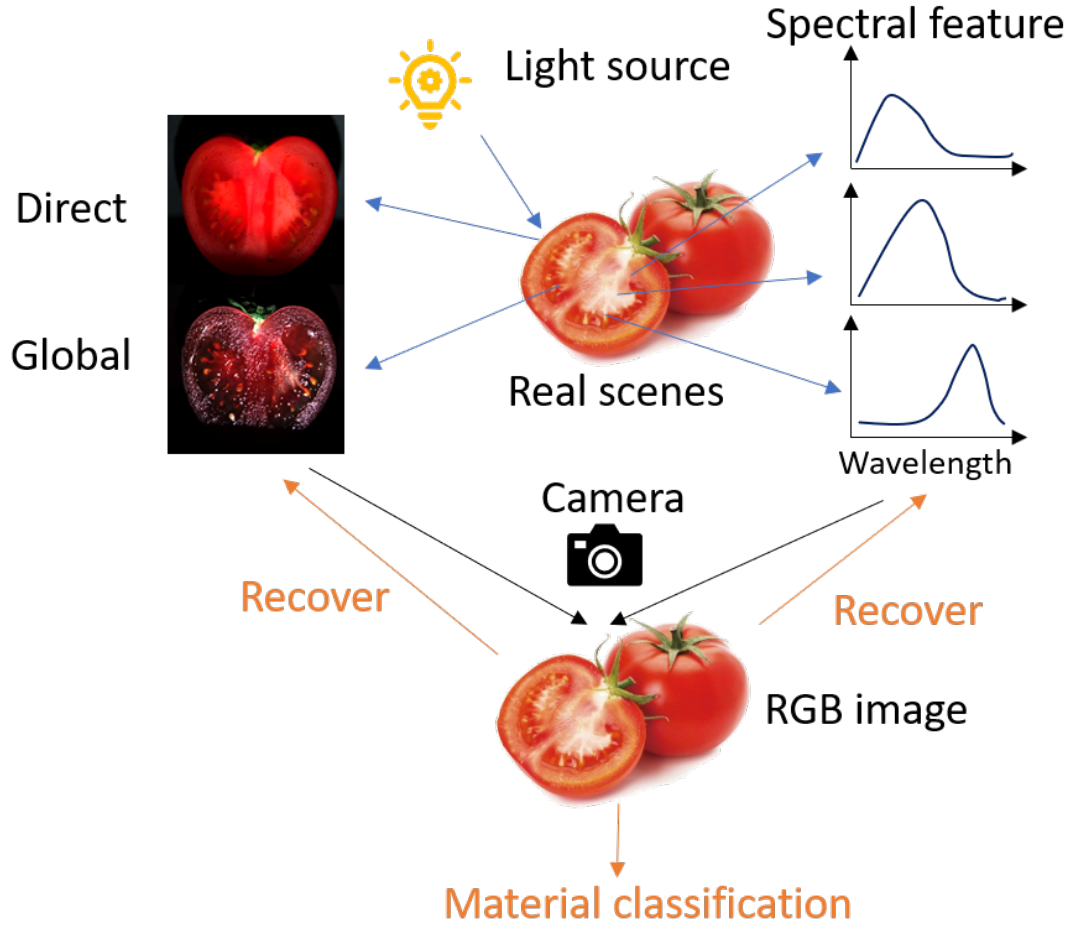 Spectral feature
Light source
Direct
Global
Real scenes
Wavelength
Camera
Recover
Recover
RGB image
Material classification